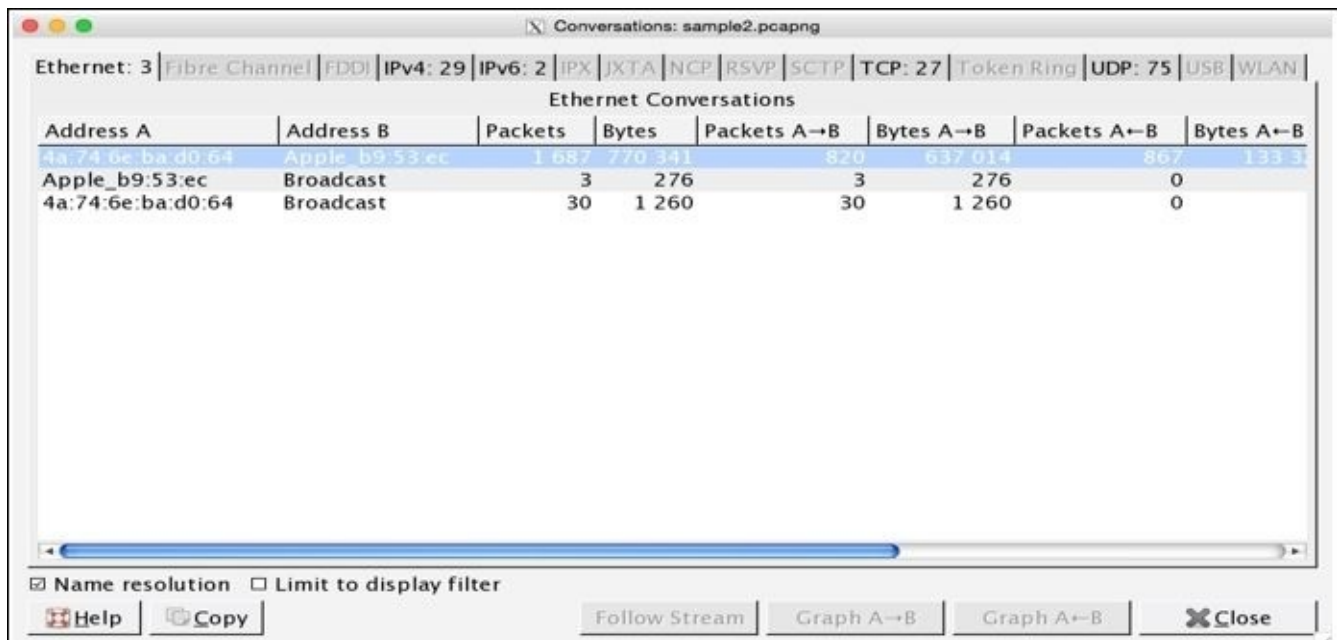 Conversations: sample2.pcapng
Ethernet: 3 Fibre Channel FDDI IPv4: 29 IPv6: 2 IPX JXTA NCP RSVP SCTP TCP: 27 Token Ring UDP: 75 USB WLAN
Ethernet Conversations
Address A Address B Packets Bytes Packets A→B Bytes A→B Packets A←B Bytes A←B
4a:74:6e:ba:d0:64 Apple_b9:53:ec 1 687 770 341 820 637 014 867 133 3
Apple_b9:53:ec Broadcast 3 276 3 276 0
4a:74:6e:ba:d0:64 Broadcast 30 1 260 30 1 260 0
Name resolution Limit to display filter
Help Copy Follow Stream Graph A→B Graph A←B Close